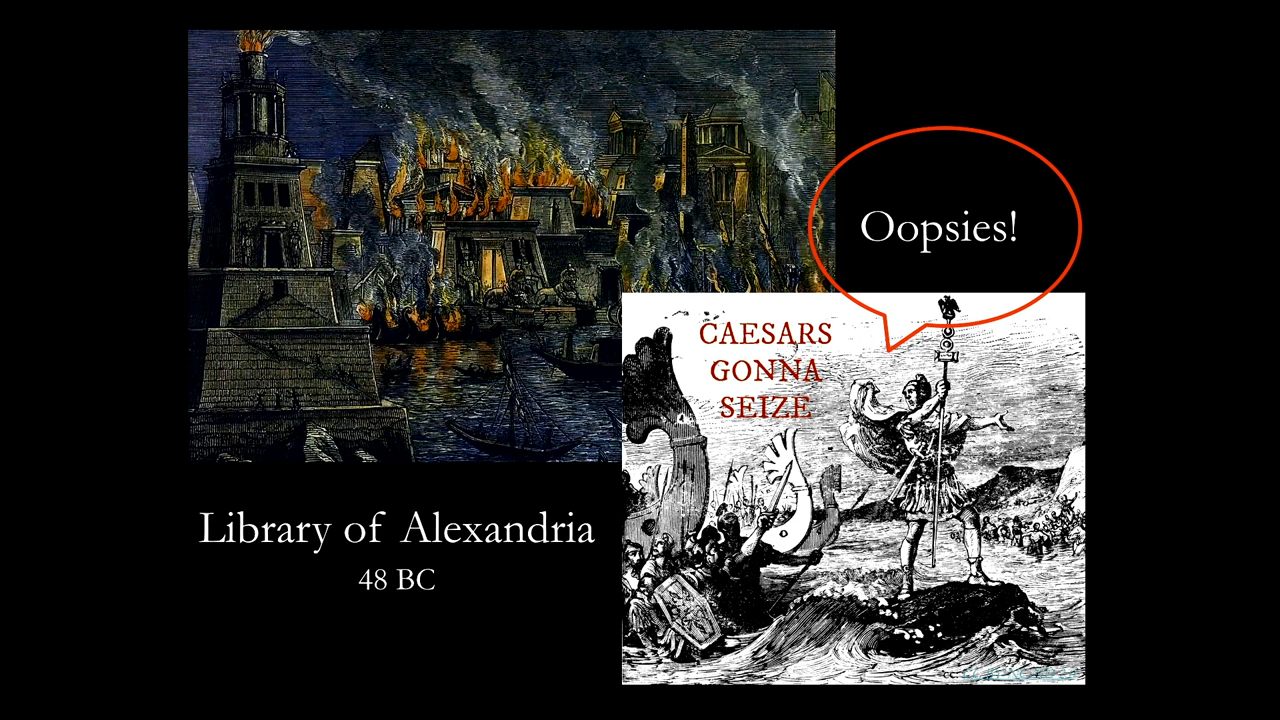 Oopsies!
CAESARS
GONNA
SEIZE
Library of Alexandria
48 BC